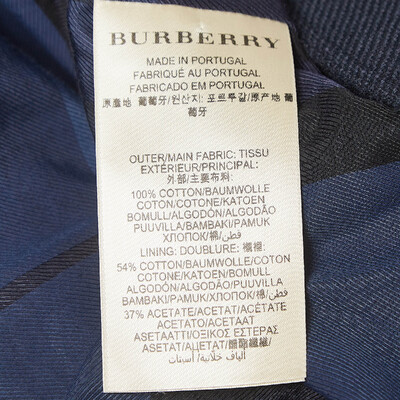 BURBERRY
MADE IN PORTUGAL
FABRIQUÉ AU PORTUGAL
FABRICADO EM PORTUGAL
原産地 葡萄牙/원산지: 포르투갈/原产地 葡
萄牙
OUTER/MAIN FABRIC: TISSU
EXTÉRIEUR/PRINCIPAL:
外部/主要布料:
100% COTTON/BAUMWOLLE
COTON/COTONE/KATOEN
BOMULL/ALGODÓN/ALGODÃO
PUUVILLA/BAMBAKI/PAMUK
ХЛОПОК/棉/قطن
LINING: DOUBLURE: 襯裡:
54% COTTON/BAUMWOLLE/COTON
COTONE/KATOEN/BOMULL
ALGODÓN/ALGODÃO/PUUVILLA
BAMBAKI/PAMUK/ХЛОПОК/棉/قطن
37% ACETATE/ACETAT/ACÉTATE
ACETATO/ACETATO/ACETAAT
ASETAATTI/ΟΞΙΚΟΣ ΕΣΤΕΡΑΣ
ASETAT/АЦЕТАТ/醋酯纖維/
ألياف خلاتية/أسيتات